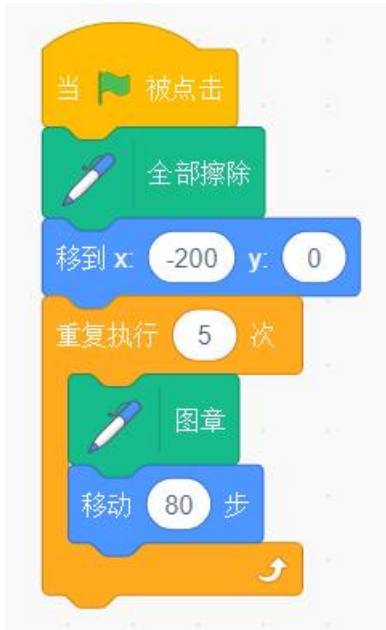 当 被点击
全部擦除
移到 x: -200 y: 0
重复执行 5 次
图章
移动 80 步